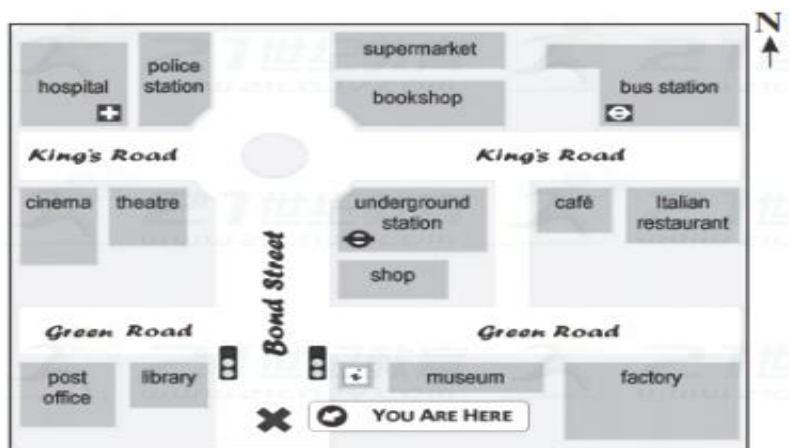 N
supermarket
police
station
hospital
bookshop
bus station
King's Road
King's Road
cinema
theatre
underground
station
café
Italian
restaurant
shop
Bond Street
Green Road
Green Road
post
office
library
i
museum
factory
YOU ARE HERE